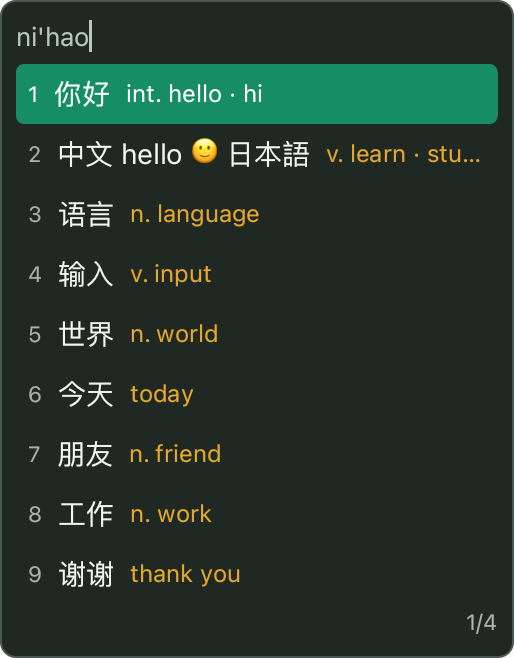 ni'hao
1 你好 int. hello · hi
2 中文 hello 🙂 日本語 v. learn · stu...
3 语言 n. language
4 输入 v. input
5 世界 n. world
6 今天 today
7 朋友 n. friend
8 工作 n. work
9 谢谢 thank you
1/4